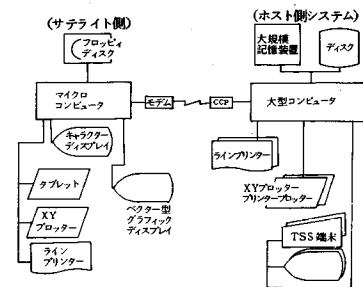 (サテライト側)
フロッピィ
ディスク
マイクロ
コンピュータ
モデム
キャラクター
ディスプレイ
タブレット
XY
プロッター
ライン
プリンター
ベクター型
グラフィック
ディスプレイ
(ホスト側システム)
大規模
記憶装置
ディスク
CCP
大型コンピュータ
ラインプリンター
XYプロッター
プリンタープロッター
TSS端末